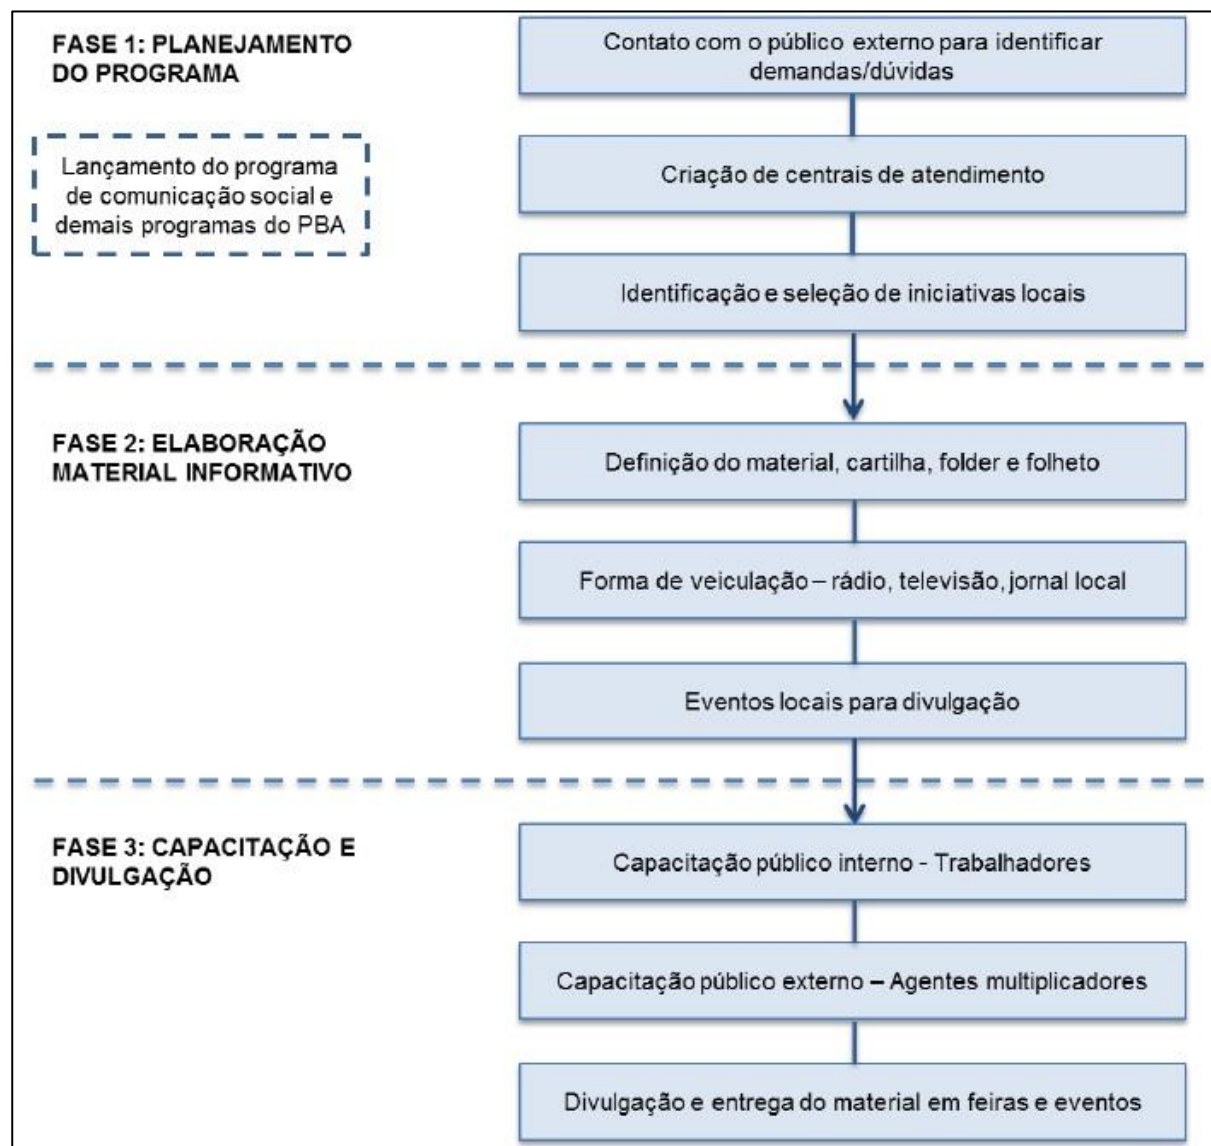 FASE 1: PLANEJAMENTO
DO PROGRAMA
Lançamento do programa
de comunicação social e
demais programas do PBA
Contato com o público externo para identificar
demandas/dúvidas
Criação de centrais de atendimento
Identificação e seleção de iniciativas locais
FASE 2: ELABORAÇÃO
MATERIAL INFORMATIVO
Definição do material, cartilha, folder e folheto
Forma de veiculação – rádio, televisão, jornal local
Eventos locais para divulgação
FASE 3: CAPACITAÇÃO E
DIVULGAÇÃO
Capacitação público interno - Trabalhadores
Capacitação público externo – Agentes multiplicadores
Divulgação e entrega do material em feiras e eventos